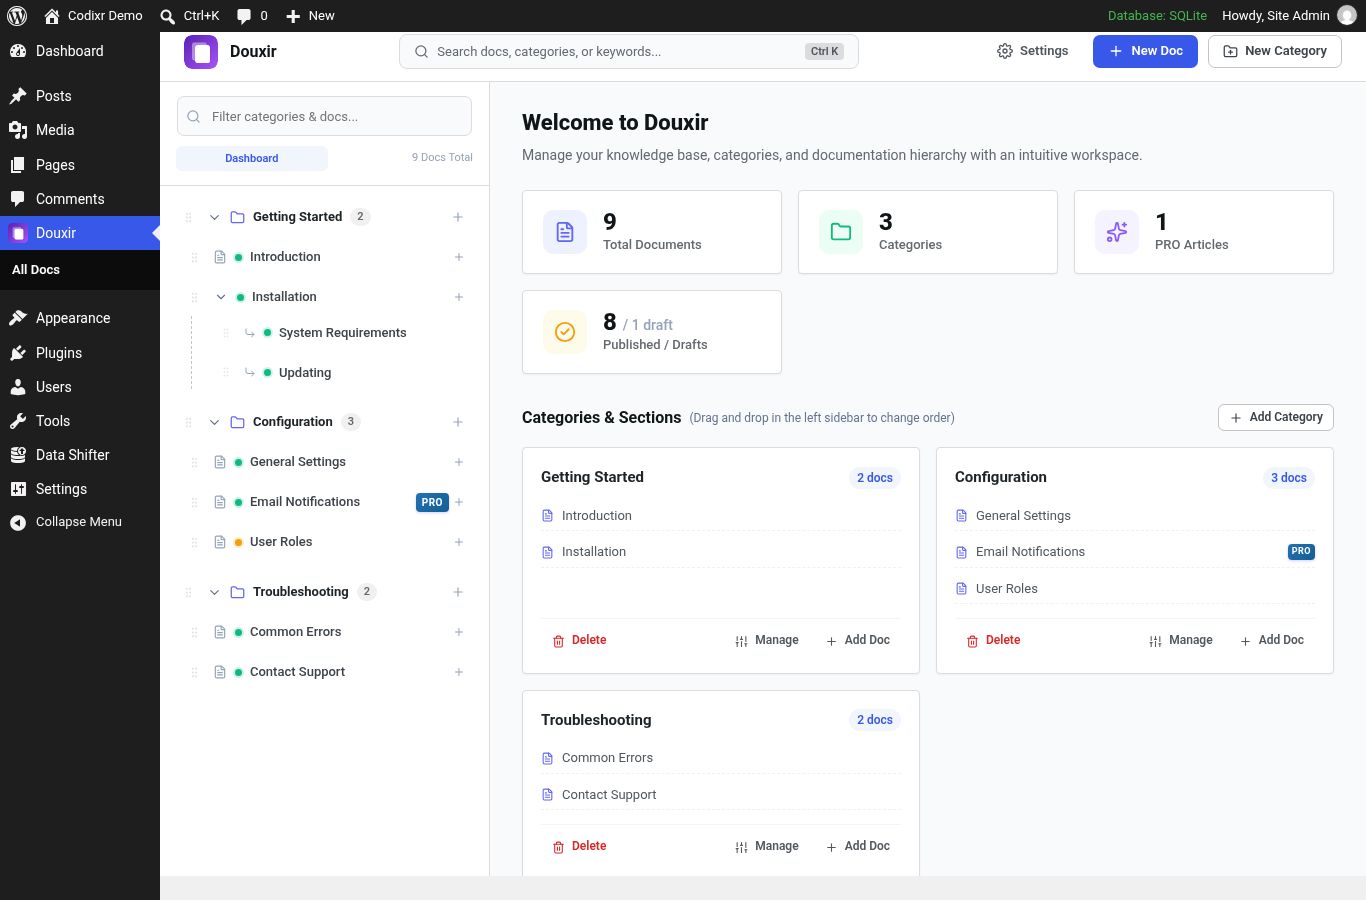 Codixr Demo
Ctrl+K
0
New
Database: SQLite
Howdy, Site Admin
Dashboard
Posts
Media
Pages
Comments
Douxir
All Docs
Appearance
Plugins
Users
Tools
Data Shifter
Settings
Collapse Menu
Douxir
Search docs, categories, or keywords...
Ctrl K
Settings
New Doc
New Category
Filter categories & docs...
Dashboard
9 Docs Total
Getting Started 2
Introduction
Installation
System Requirements
Updating
Configuration 3
General Settings
Email Notifications PRO
User Roles
Troubleshooting 2
Common Errors
Contact Support
Welcome to Douxir
Manage your knowledge base, categories, and documentation hierarchy with an intuitive workspace.
9
Total Documents
3
Categories
1
PRO Articles
8 / 1 draft
Published / Drafts
Categories & Sections (Drag and drop in the left sidebar to change order)
Add Category
Getting Started
2 docs
Introduction
Installation
Delete
Manage
Add Doc
Configuration
3 docs
General Settings
Email Notifications
PRO
User Roles
Delete
Manage
Add Doc
Troubleshooting
2 docs
Common Errors
Contact Support
Delete
Manage
Add Doc